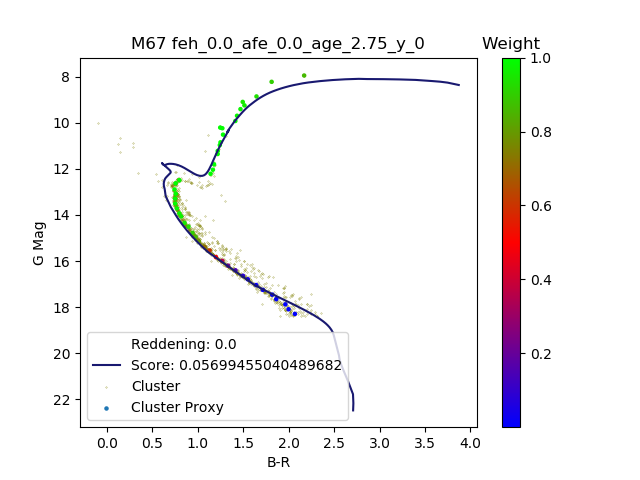 M67 feh_0.0_afe_0.0_age_2.75_y_0
Weight
8
10
12
14
16
18
20
22
G Mag
0.0 0.5 1.0 1.5 2.0 2.5 3.0 3.5 4.0
B-R
Reddening: 0.0
Score: 0.05699455040489682
Cluster
Cluster Proxy
1.0
0.8
0.6
0.4
0.2